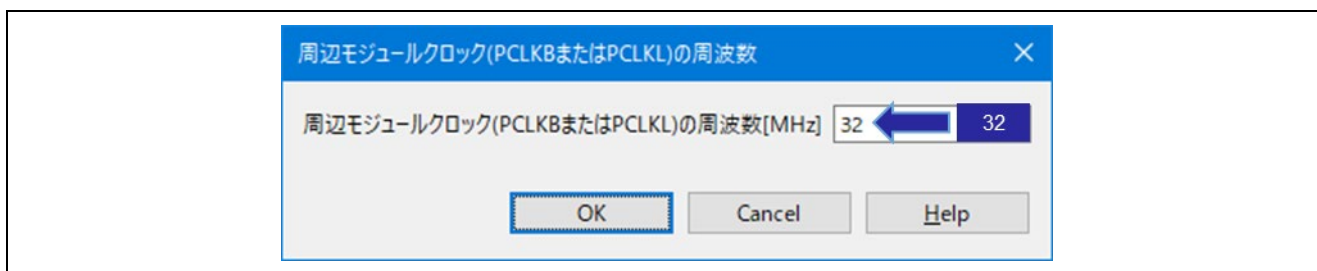 周辺モジュールクロック(PCLKBまたはPCLKL)の周波数
周辺モジュールクロック(PCLKBまたはPCLKL)の周波数[MHz] 32 32
OK Cancel Help